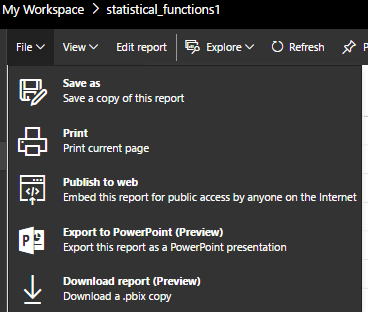 My Workspace > statistical_functions1
File View Edit report Explore Refresh
Save as
Save a copy of this report
Print
Print current page
Publish to web
Embed this report for public access by anyone on the Internet
Export to PowerPoint (Preview)
Export this report as a PowerPoint presentation
Download report (Preview)
Download a .pbix copy